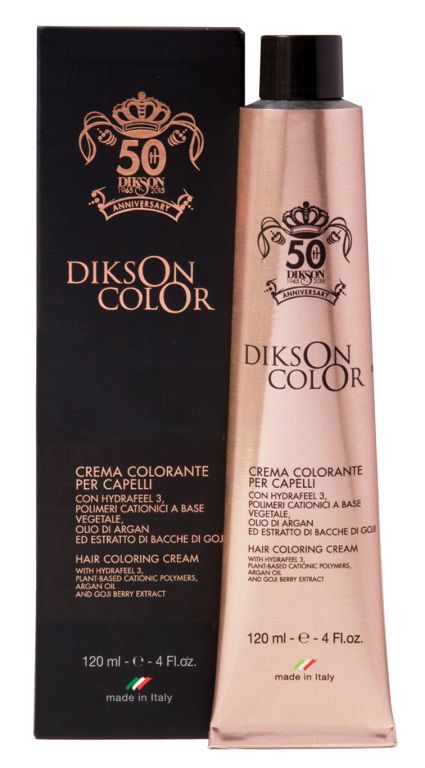 50 TH
DIKSON
1965 2015
ANNIVERSARY
DIKSON
COLOR
CREMA COLORANTE
PER CAPELLI
CON HYDRAFEEL 3,
POLIMERI CATIONICI A BASE
VEGETALE,
OLIO DI ARGAN
ED ESTRATTO DI BACCHE DI GOJI
HAIR COLORING CREAM
WITH HYDRAFEEL 3,
PLANT-BASED CATIONIC POLYMERS,
ARGAN OIL
AND GOJI BERRY EXTRACT
120 ml - ℮ - 4 Fl.oz.
made in Italy
50 TH
DIKSON
1965 2015
ANNIVERSARY
DIKSON
COLOR
CREMA COLORANTE
PER CAPELLI
CON HYDRAFEEL 3,
POLIMERI CATIONICI A BASE
VEGETALE,
OLIO DI ARGAN
ED ESTRATTO DI BACCHE DI GOJI
HAIR COLORING CREAM
WITH HYDRAFEEL 3,
PLANT-BASED CATIONIC POLYMERS,
ARGAN OIL
AND GOJI BERRY EXTRACT
120 ml - ℮ - 4 Fl.oz.
made in Italy